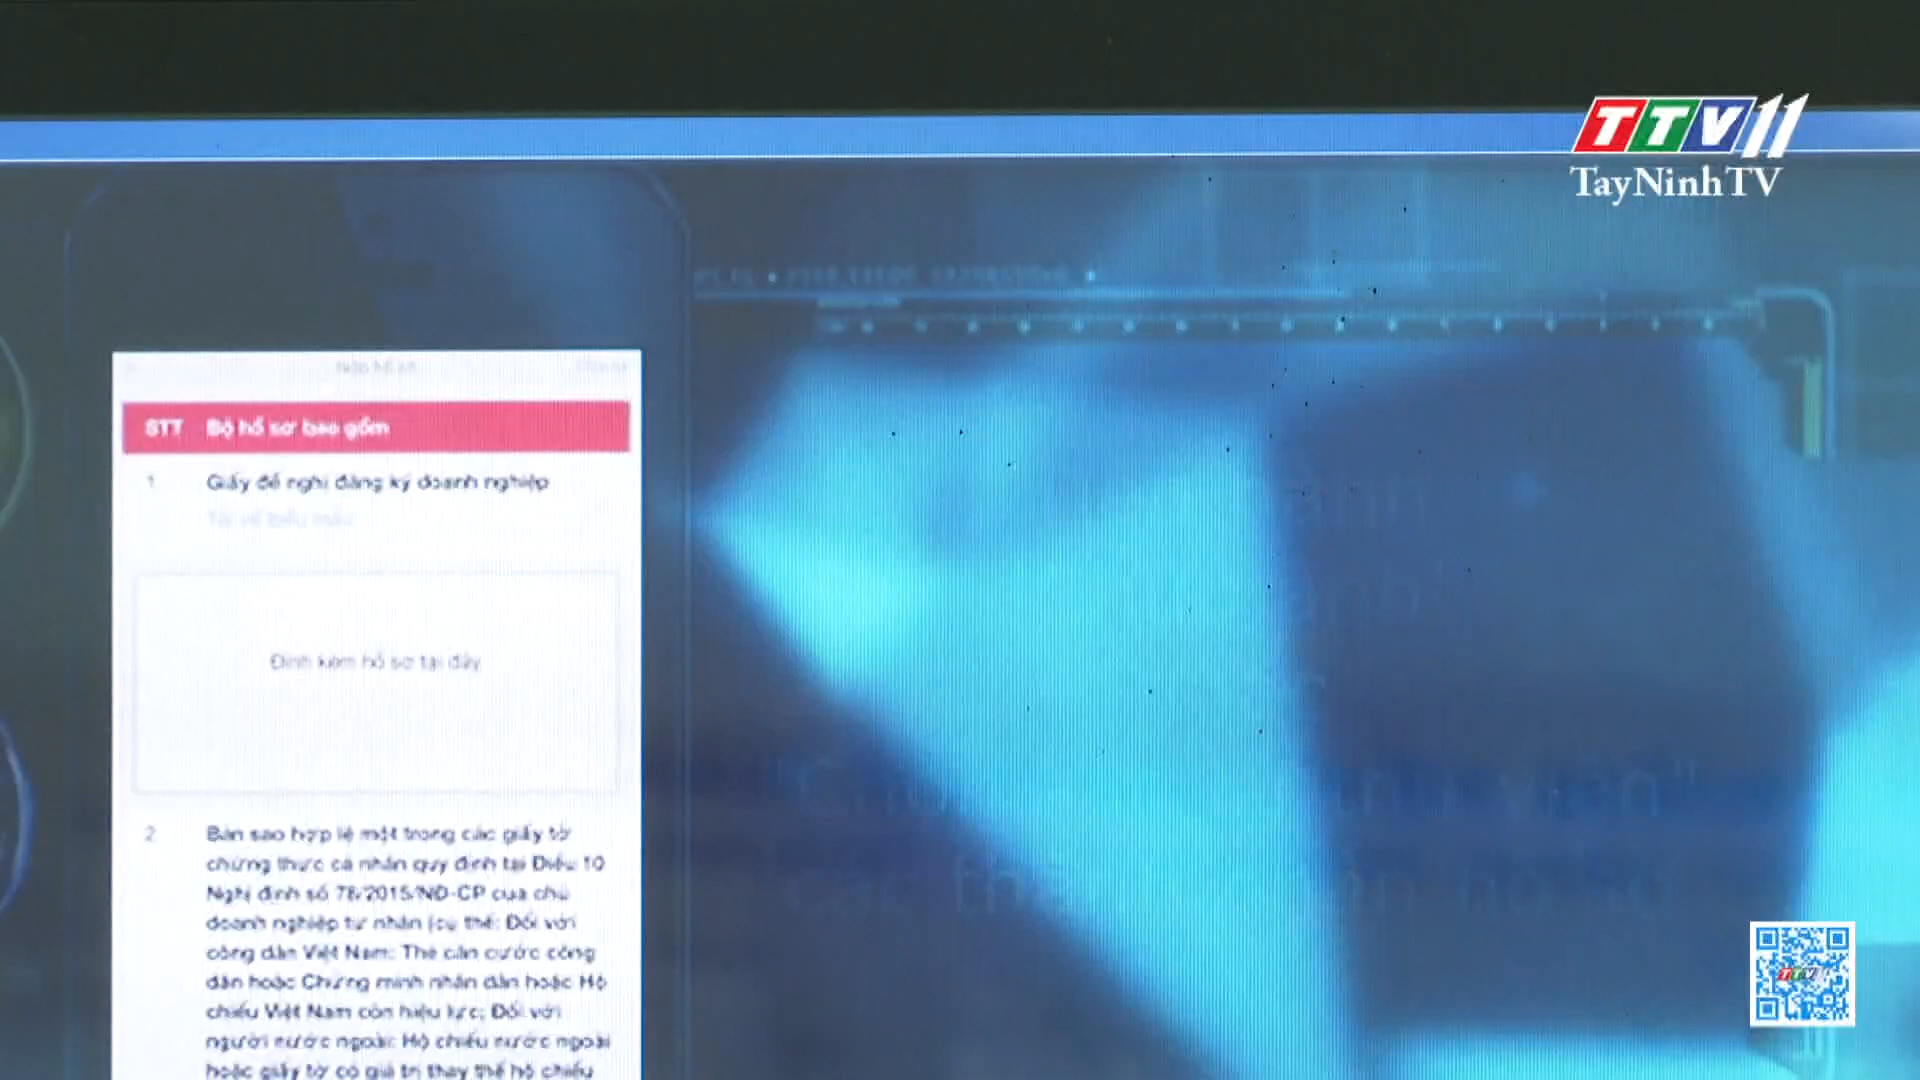 TTV11
TayNinhTV
STT Bộ hồ sơ bao gồm
1 Giấy đề nghị đăng ký doanh nghiệp
Tải về biểu mẫu
Đính kèm hồ sơ tại đây
2 Bản sao hợp lệ một trong các giấy tờ
chứng thực cá nhân quy định tại Điều 10
Nghị định số 78/2015/NĐ-CP của chủ
doanh nghiệp tư nhân (cụ thể: Đối với
công dân Việt Nam: Thẻ căn cước công
dân hoặc Chứng minh nhân dân hoặc Hộ
chiếu Việt Nam còn hiệu lực; Đối với
người nước ngoài: Hộ chiếu nước ngoài
hoặc giấy tờ có giá trị thay thế hộ chiếu